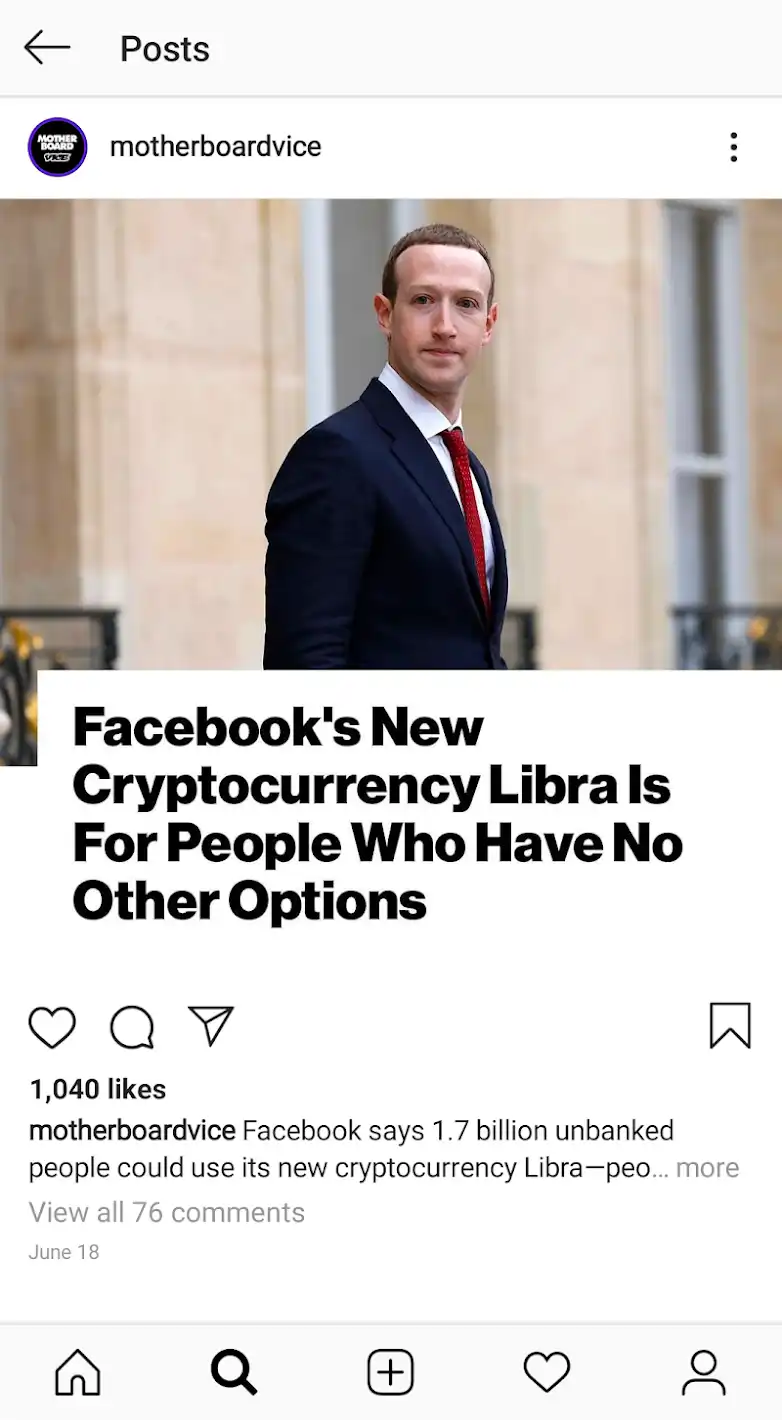 Posts
MOTHER
BOARD
VICE
motherboardvice
Facebook's New
Cryptocurrency Libra Is
For People Who Have No
Other Options
1,040 likes
motherboardvice Facebook says 1.7 billion unbanked
people could use its new cryptocurrency Libra—peo... more
View all 76 comments
June 18